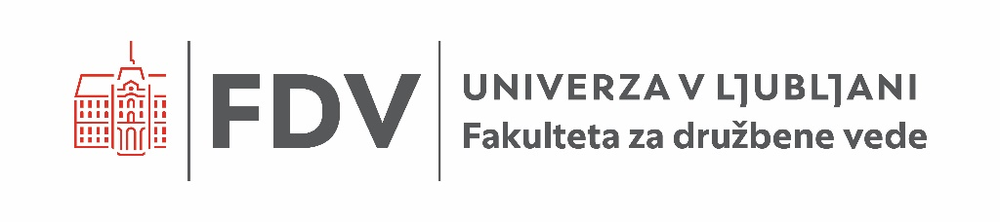 FDV
UNIVERZA V LJUBLJANI
Fakulteta za družbene vede